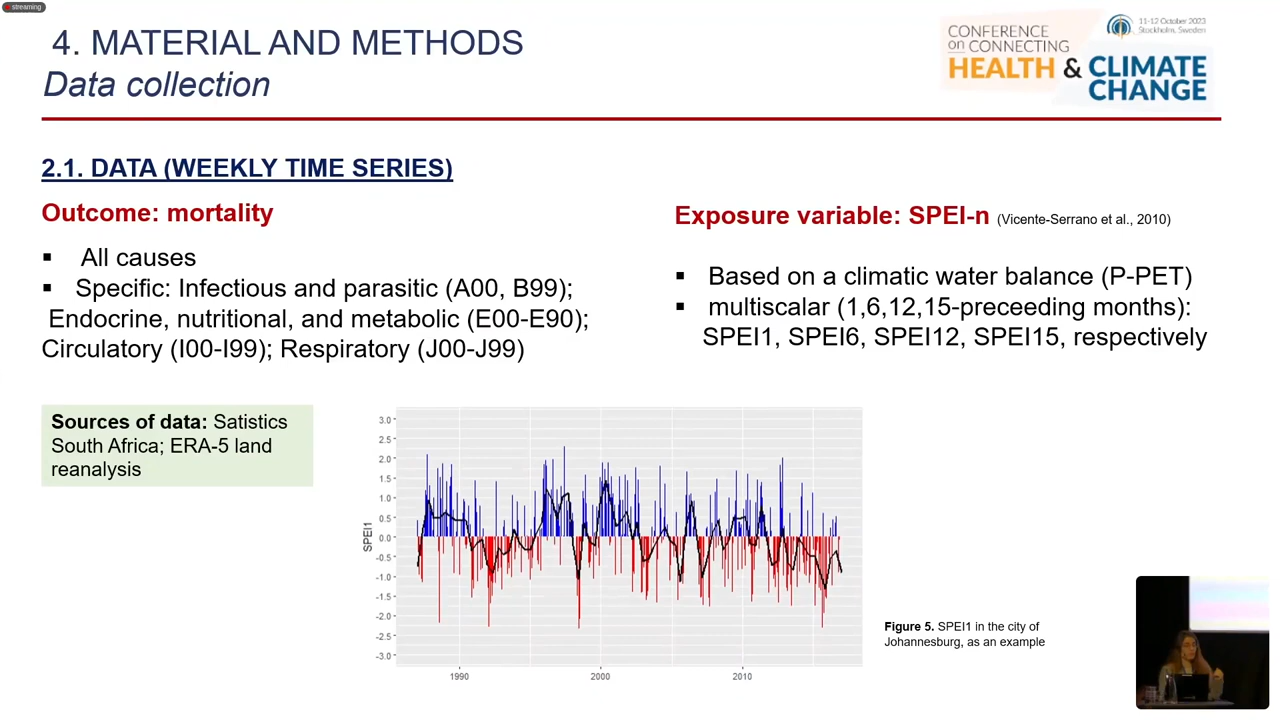 streaming
4. MATERIAL AND METHODS
Data collection
11-12 October 2023
Stockholm, Sweden
CONFERENCE
on CONNECTING
HEALTH & CLIMATE
CHANGE
2.1. DATA (WEEKLY TIME SERIES)
Outcome: mortality
▪ All causes
▪ Specific: Infectious and parasitic (A00, B99);
Endocrine, nutritional, and metabolic (E00-E90);
Circulatory (I00-I99); Respiratory (J00-J99)
Exposure variable: SPEI-n (Vicente-Serrano et al., 2010)
▪ Based on a climatic water balance (P-PET)
▪ multiscalar (1,6,12,15-preceeding months):
SPEI1, SPEI6, SPEI12, SPEI15, respectively
Sources of data: Satistics
South Africa; ERA-5 land
reanalysis
3.0
2.5
2.0
1.5
1.0
0.5
0.0
-0.5
-1.0
-1.5
-2.0
-2.5
-3.0
SPEI1
1990
2000
2010
Figure 5. SPEI1 in the city of
Johannesburg, as an example